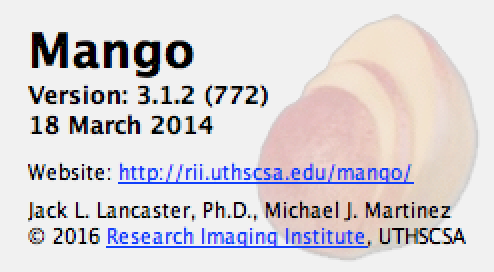 Mango
Version: 3.1.2 (772)
18 March 2014
Website: http://rii.uthscsa.edu/mango/
Jack L. Lancaster, Ph.D., Michael J. Martinez
© 2016 Research Imaging Institute, UTHSCSA